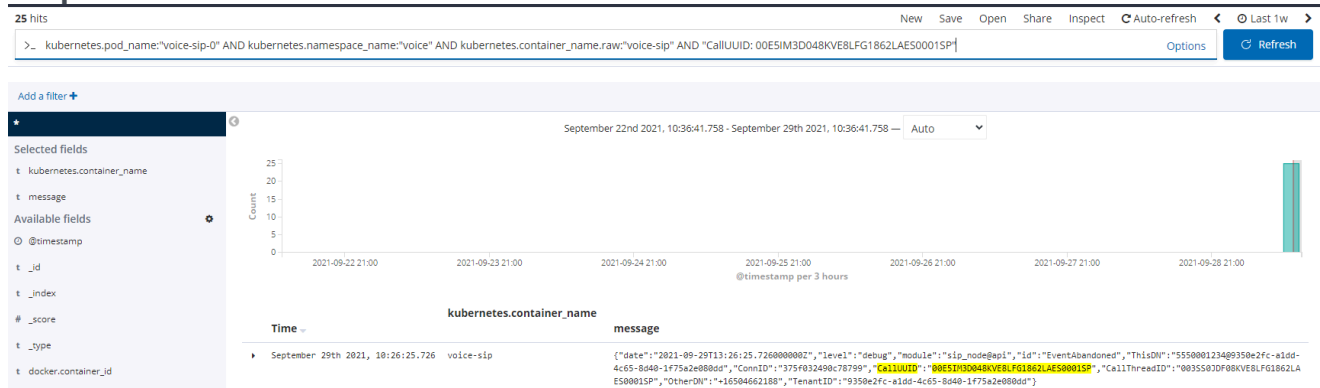 25 hits
New Save Open Share Inspect C Auto-refresh < Last 1w >
>_ kubernetes.pod_name:"voice-sip-0" AND kubernetes.namespace_name:"voice" AND kubernetes.container_name.raw:"voice-sip" AND "CallUUID: 00E5IM3D048KVE8LFG1862LAES0001SP"
Options
Refresh
Add a filter +
*
September 22nd 2021, 10:36:41.758 - September 29th 2021, 10:36:41.758 — Auto
Selected fields
t kubernetes.container_name
t message
Available fields
@timestamp
t _id
t _index
# _score
t _type
t docker.container_id
Count
25
20
15
10
5
0
2021-09-22 21:00 2021-09-23 21:00 2021-09-24 21:00 2021-09-25 21:00 2021-09-26 21:00 2021-09-27 21:00 2021-09-28 21:00
@timestamp per 3 hours
Time kubernetes.container_name message
September 29th 2021, 10:26:25.726 voice-sip {"date":"2021-09-29T13:26:25.726000000Z","level":"debug","module":"sip_node@api","id":"EventAbandoned","ThisDN":"5550001234@9350e2fc-a1dd-
4c65-8d40-1f75a2e080dd","ConnID":"375f032490c78799","CallUUID":"00E5IM3D048KVE8LFG1862LAES0001SP","CallThreadID":"003SS0JDF08KVE8LFG1862LA
ES0001SP","OtherDN":"+16504662188","TenantID":"9350e2fc-a1dd-4c65-8d40-1f75a2e080dd"}